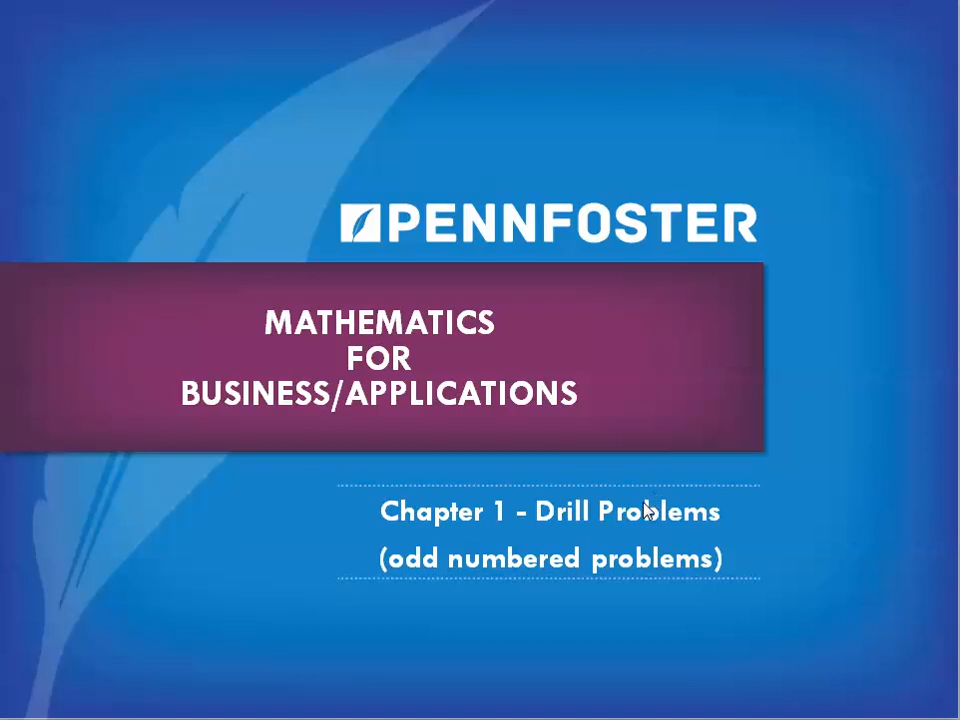 PENNFOSTER
MATHEMATICS
FOR
BUSINESS/APPLICATIONS
Chapter 1 - Drill Problems
(odd numbered problems)